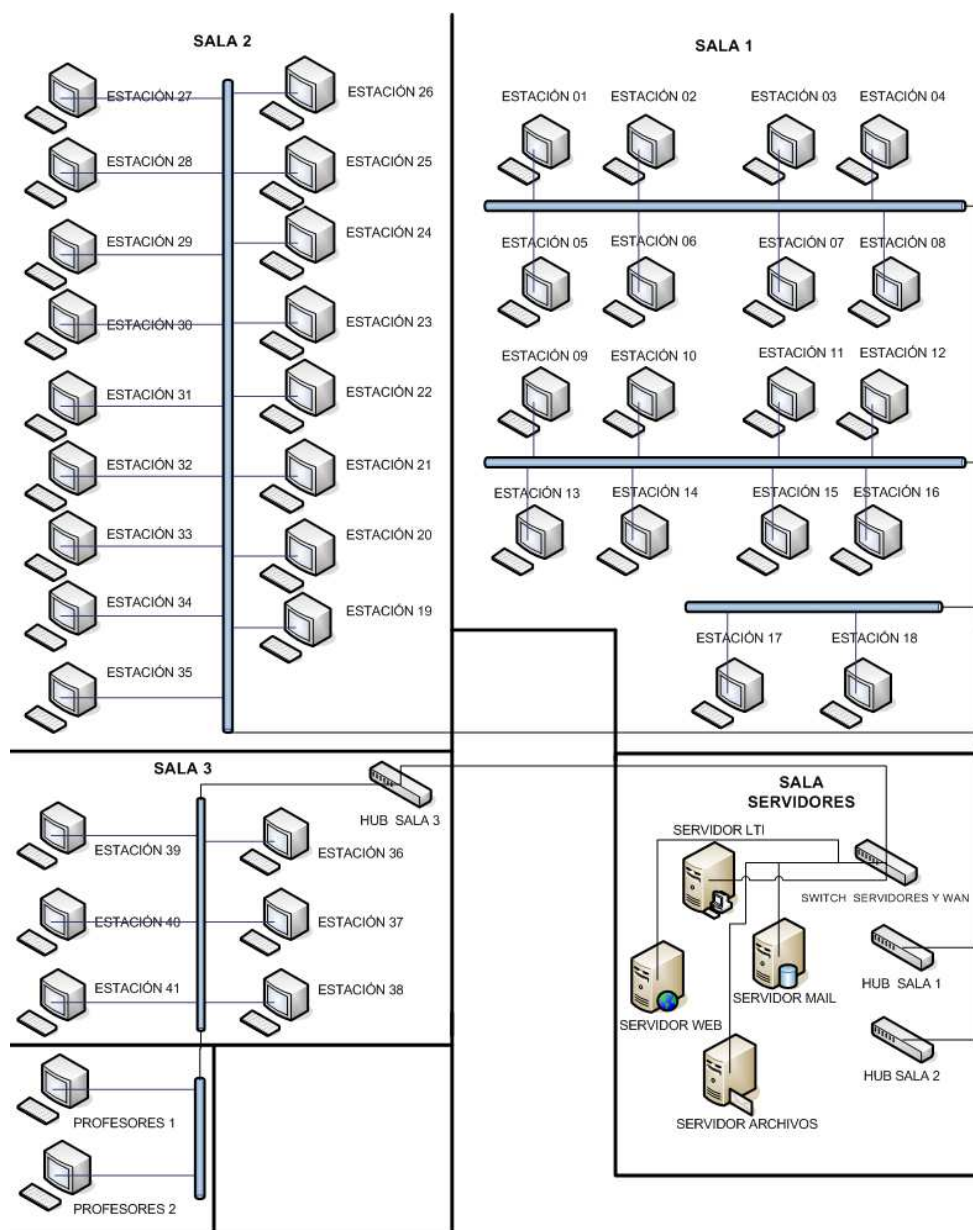 SALA 2
ESTACIÓN 27
ESTACIÓN 26
ESTACIÓN 28
ESTACIÓN 25
ESTACIÓN 29
ESTACIÓN 24
ESTACIÓN 30
ESTACIÓN 23
ESTACIÓN 31
ESTACIÓN 22
ESTACIÓN 32
ESTACIÓN 21
ESTACIÓN 33
ESTACIÓN 20
ESTACIÓN 34
ESTACIÓN 19
ESTACIÓN 35
SALA 1
ESTACIÓN 01
ESTACIÓN 02
ESTACIÓN 03
ESTACIÓN 04
ESTACIÓN 05
ESTACIÓN 06
ESTACIÓN 07
ESTACIÓN 08
ESTACIÓN 09
ESTACIÓN 10
ESTACIÓN 11
ESTACIÓN 12
ESTACIÓN 13
ESTACIÓN 14
ESTACIÓN 15
ESTACIÓN 16
ESTACIÓN 17
ESTACIÓN 18
SALA 3
HUB SALA 3
ESTACIÓN 39
ESTACIÓN 36
ESTACIÓN 40
ESTACIÓN 37
ESTACIÓN 41
ESTACIÓN 38
PROFESORES 1
PROFESORES 2
SALA
SERVIDORES
SERVIDOR LTI
SWITCH SERVIDORES Y WAN
HUB SALA 1
SERVIDOR MAIL
SERVIDOR WEB
HUB SALA 2
SERVIDOR ARCHIVOS